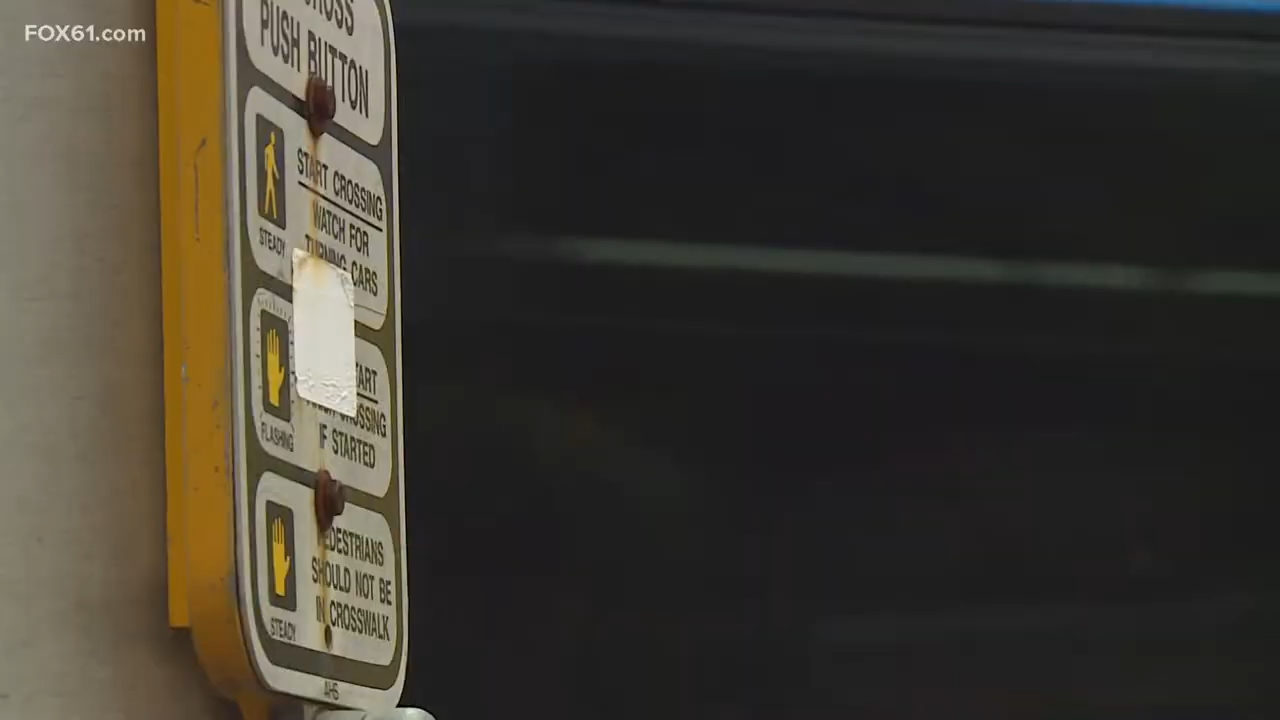 FOX61.com
PUSH BUTTON
START CROSSING
WATCH FOR
TURNING CARS
STEADY
CROSSING
IF STARTED
FLASHING
SHOULD NOT BE
IN CROSSWALK
STEADY